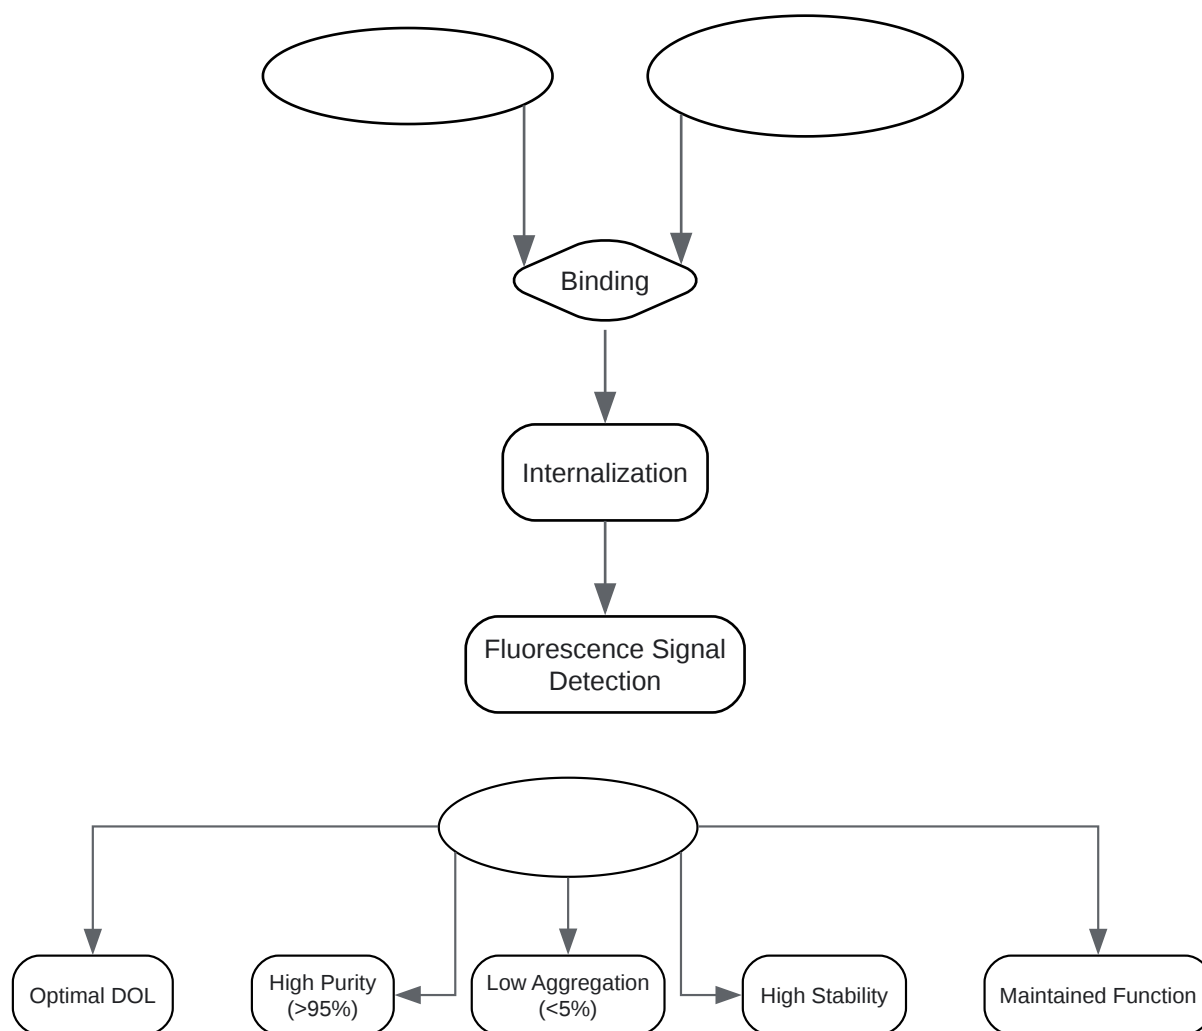 Binding
Internalization
Fluorescence Signal
Detection
Optimal DOL
High Purity
(>95%)
Low Aggregation
(<5%)
High Stability
Maintained Function